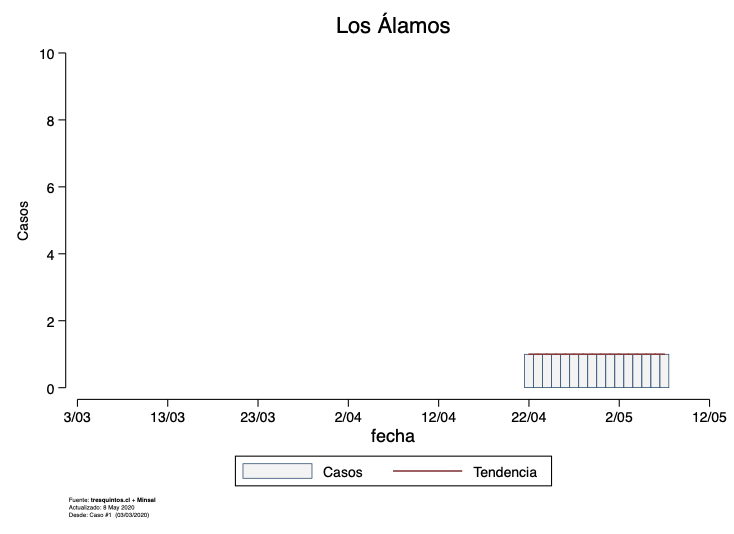 Los Álamos
10
8
6
4
2
0
Casos
3/03 13/03 23/03 2/04 12/04 22/04 2/05 12/05
fecha
Casos Tendencia
Fuente: tresquintos.cl + Minsal
Actualizado: 8 May 2020
Desde: Caso #1 (03/03/2020)